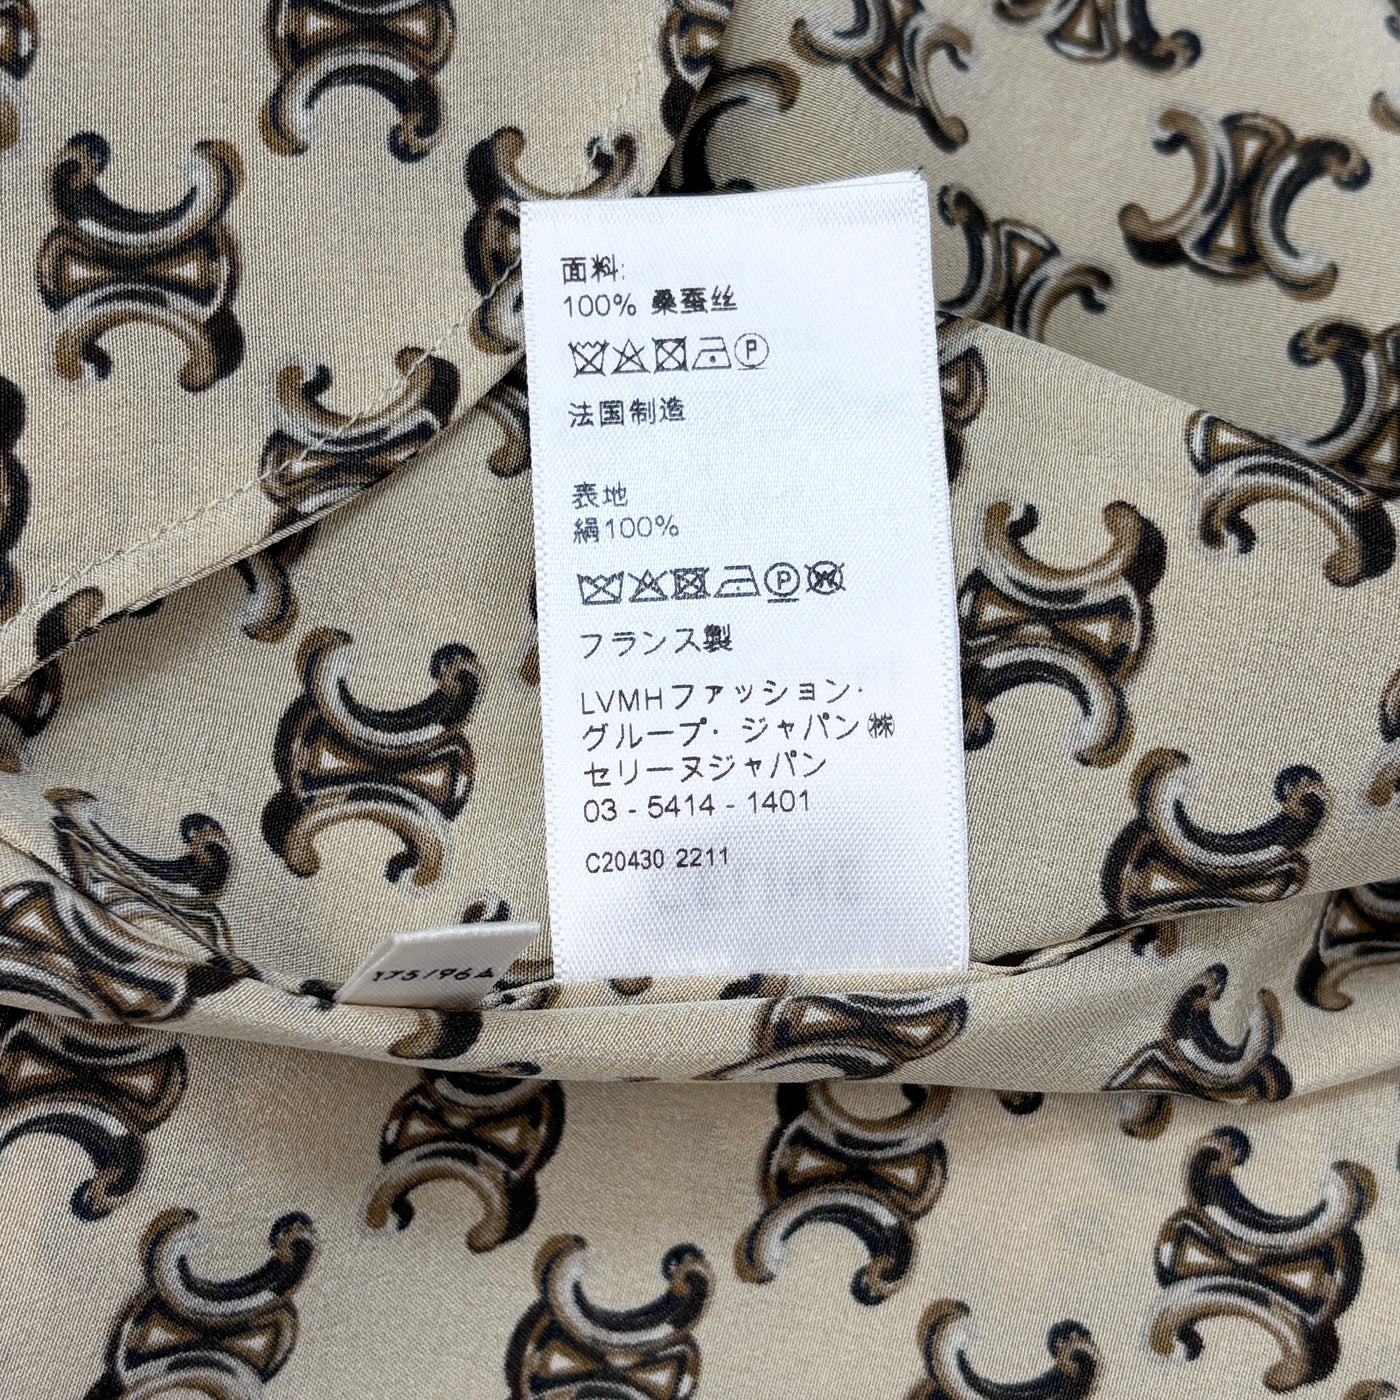 面料:
100% 桑蚕丝
P
法国制造
表地
絹100%
P W
フランス製
LVMHファッション·
グループ· ジャパン㈱
セリーヌジャパン
03 - 5414 - 1401
C20430 2211
175/96A